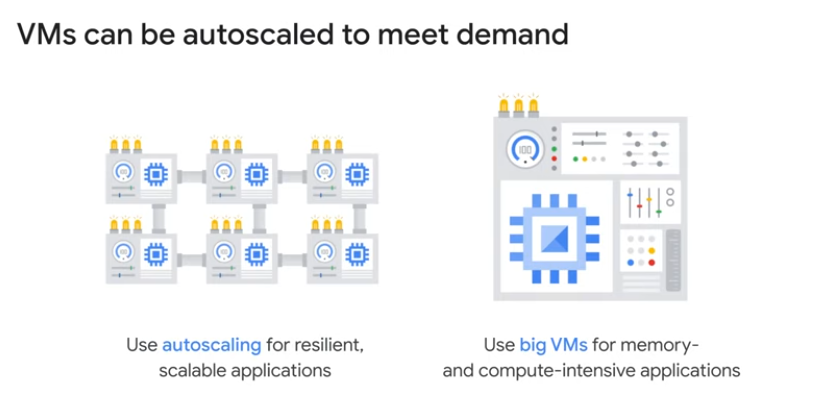 VMs can be autoscaled to meet demand
Use autoscaling for resilient,
scalable applications
Use big VMs for memory-
and compute-intensive applications